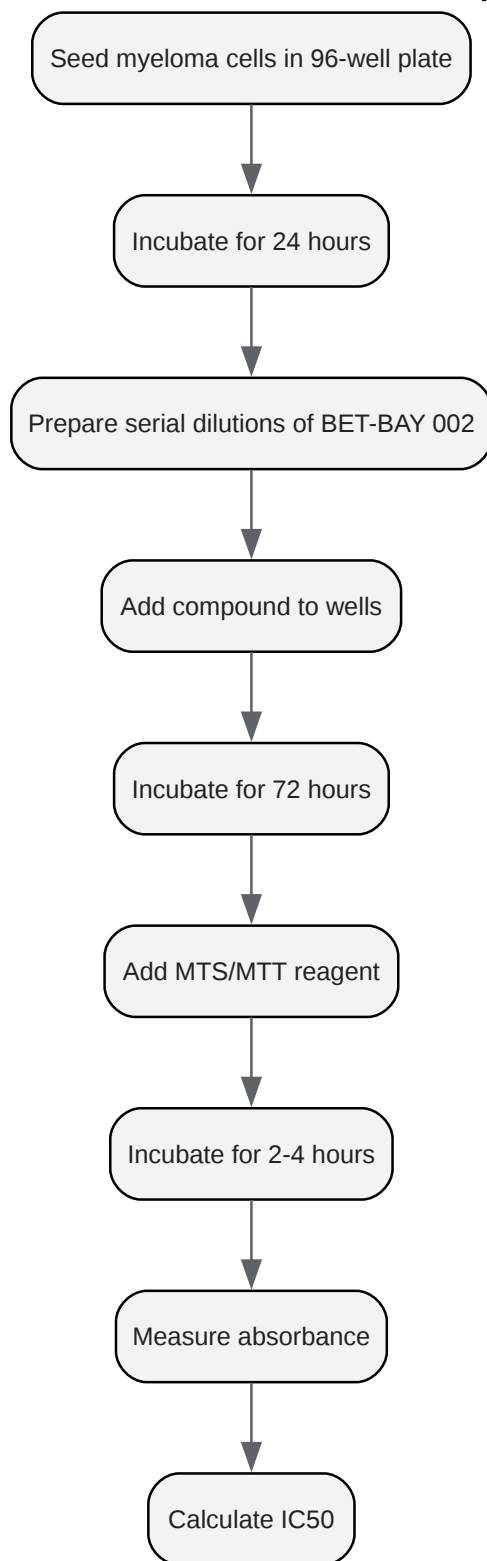 Seed myeloma cells in 96-well plate
Incubate for 24 hours
Prepare serial dilutions of BET-BAY 002
Add compound to wells
Incubate for 72 hours
Add MTS/MTT reagent
Incubate for 2-4 hours
Measure absorbance
Calculate IC50